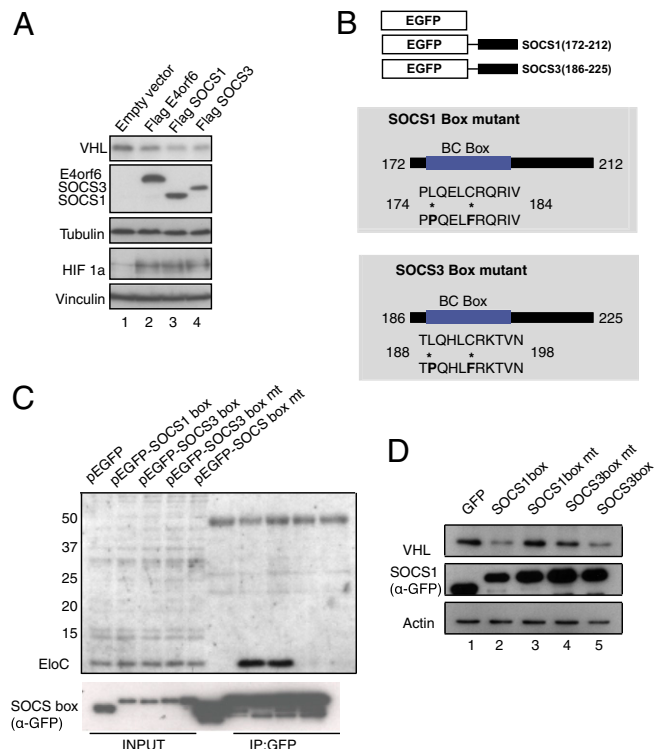 A
Empty vector
Flag E4orf6
Flag SOCS1
Flag SOCS3
VHL
E4orf6
SOCS3
SOCS1
Tubulin
HIF 1a
Vinculin
1 2 3 4
B
EGFP
EGFP SOCS1(172-212)
EGFP SOCS3(186-225)
SOCS1 Box mutant
BC Box
172 212
PLQELCRQRIV
174 * * 184
PPQELFRQRIV
SOCS3 Box mutant
BC Box
186 225
TLQHLCRKTVN
188 * * 198
TPQHLFRKTVN
C
pEGFP
pEGFP-SOCS1 box
pEGFP-SOCS3 box
pEGFP-SOCS3 box mt
pEGFP-SOCS box mt
50
37
25
20
15
EloC
SOCS box
(α-GFP)
INPUT IP:GFP
D
GFP
SOCS1box
SOCS1box mt
SOCS3box mt
SOCS3box
VHL
SOCS1
(α-GFP)
Actin
1 2 3 4 5